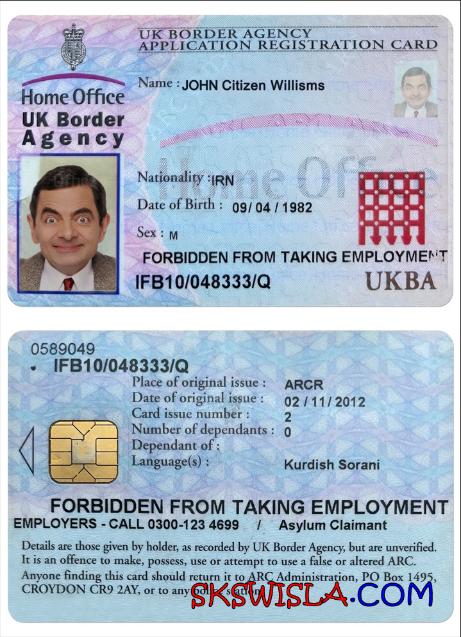 UK BORDER AGENCY
APPLICATION REGISTRATION CARD
Home Office
UK Border
Agency
Name : JOHN Citizen Willisms
Home Office
Nationality : IRN
Date of Birth : 09/ 04 / 1982
Sex : M
FORBIDDEN FROM TAKING EMPLOYMENT
IFB10/048333/Q
UKBA
0589049
IFB10/048333/Q
Place of original issue : ARCR
Date of original issue : 02 / 11 / 2012
Card issue number : 2
Number of dependants : 0
Dependant of :
Language(s) : Kurdish Sorani
FORBIDDEN FROM TAKING EMPLOYMENT
EMPLOYERS - CALL 0300-123 4699 / Asylum Claimant
Details are those given by holder, as recorded by UK Border Agency, but are unverified.
It is an offence to make, possess, use or attempt to use a false or altered ARC.
Anyone finding this card should return it to ARC Administration, PO Box 1495,
CROYDON CR9 2AY, or to any police station
SKSWISLA.COM